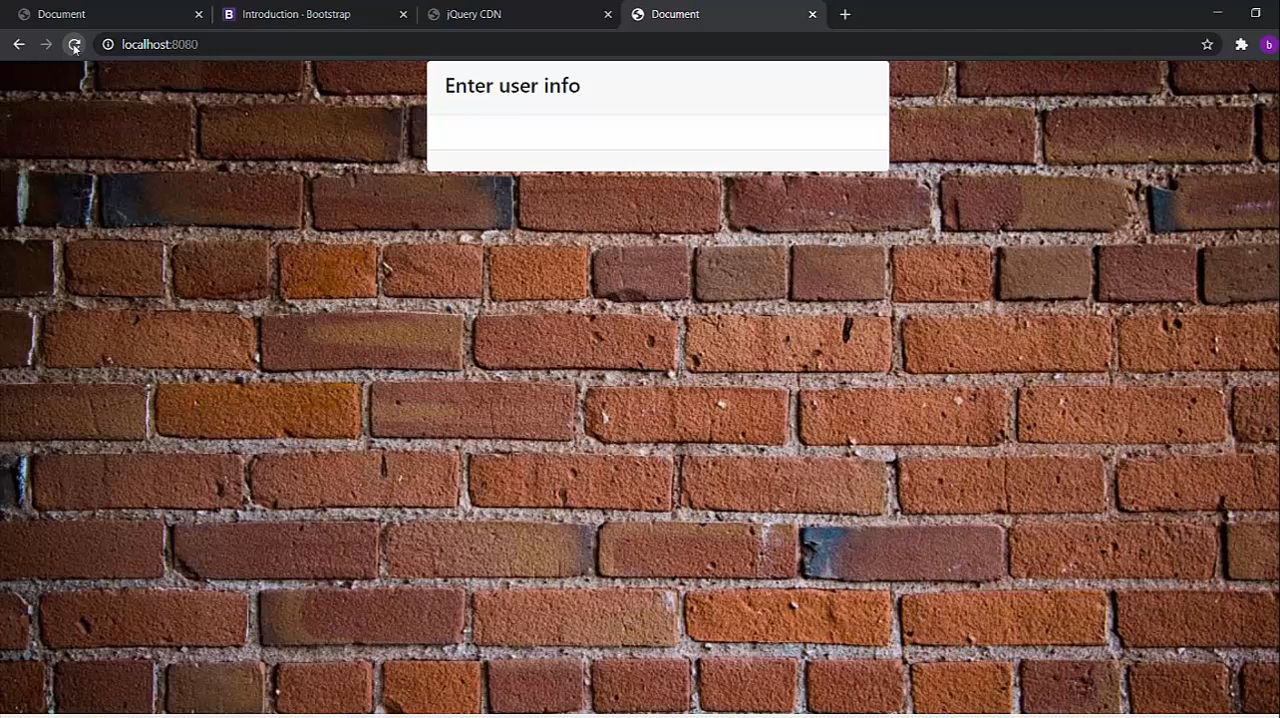 Document
Introduction - Bootstrap
jQuery CDN
Document
localhost:8080
b
Enter user info